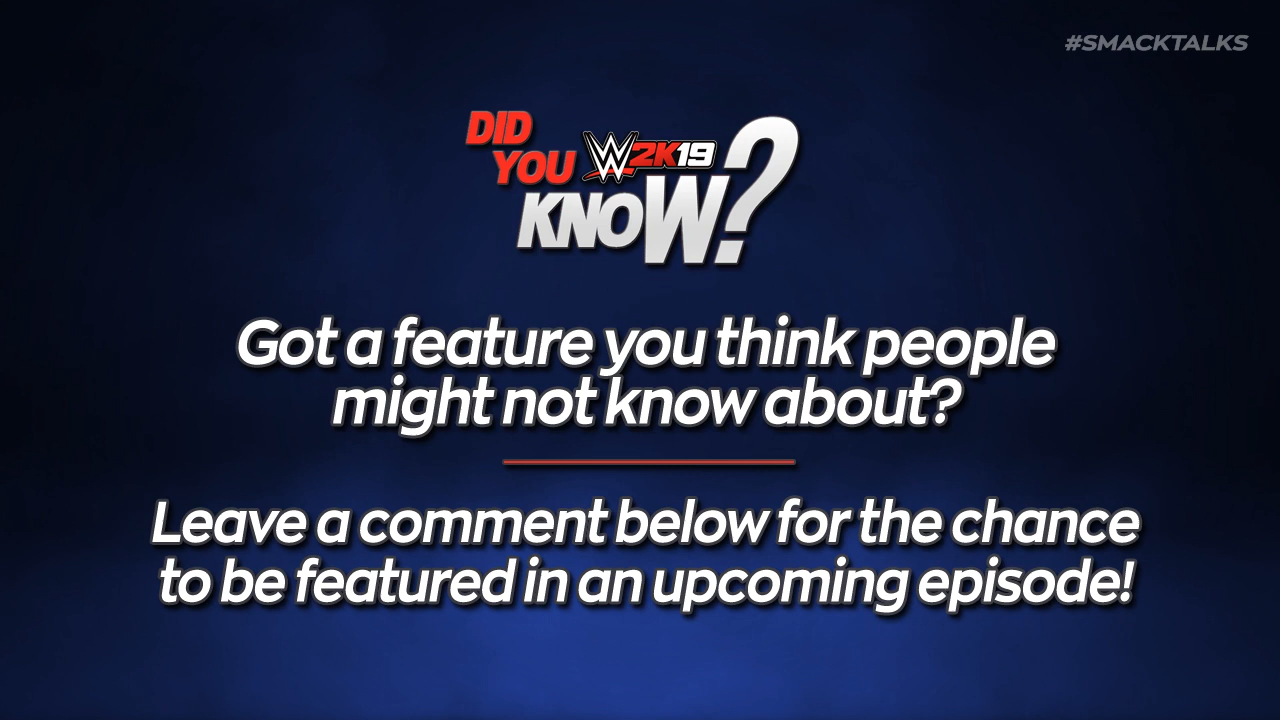 #SMACKTALKS
DID
YOU
W 2K19
KNOW?
Got a feature you think people
might not know about?
Leave a comment below for the chance
to be featured in an upcoming episode!